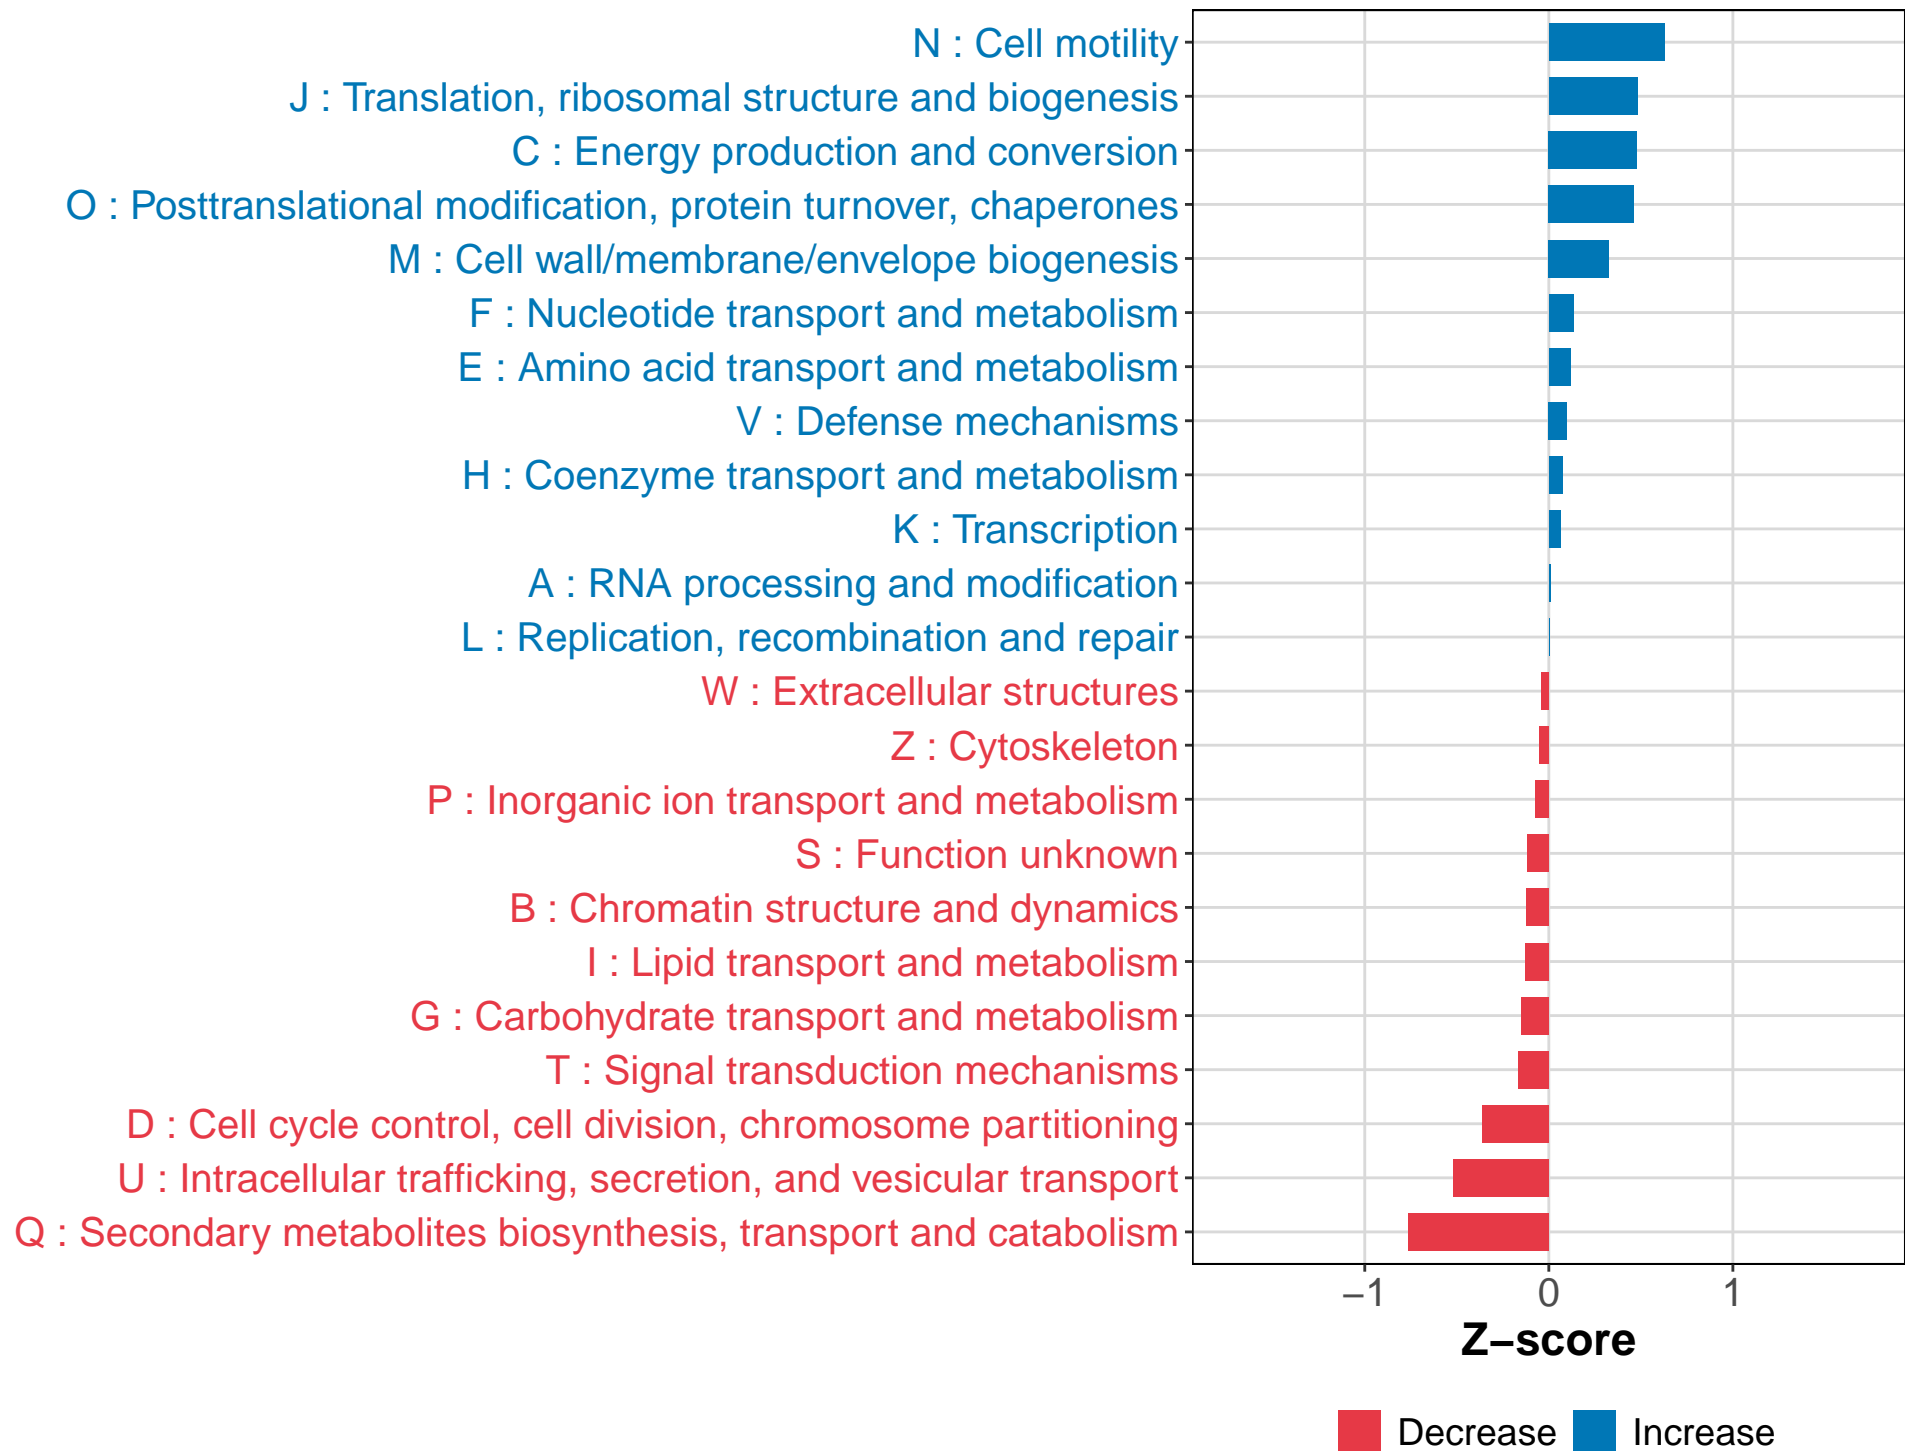 N : Cell motility
J : Translation, ribosomal structure and biogenesis
C : Energy production and conversion
O : Posttranslational modification, protein turnover, chaperones
M : Cell wall/membrane/envelope biogenesis
F : Nucleotide transport and metabolism
E : Amino acid transport and metabolism
V : Defense mechanisms
H : Coenzyme transport and metabolism
K : Transcription
A : RNA processing and modification
L : Replication, recombination and repair
W : Extracellular structures
Z : Cytoskeleton
P : Inorganic ion transport and metabolism
S : Function unknown
B : Chromatin structure and dynamics
I : Lipid transport and metabolism
G : Carbohydrate transport and metabolism
T : Signal transduction mechanisms
D : Cell cycle control, cell division, chromosome partitioning
U : Intracellular trafficking, secretion, and vesicular transport
Q : Secondary metabolites biosynthesis, transport and catabolism
−1 0 1
Z−score
Decrease Increase